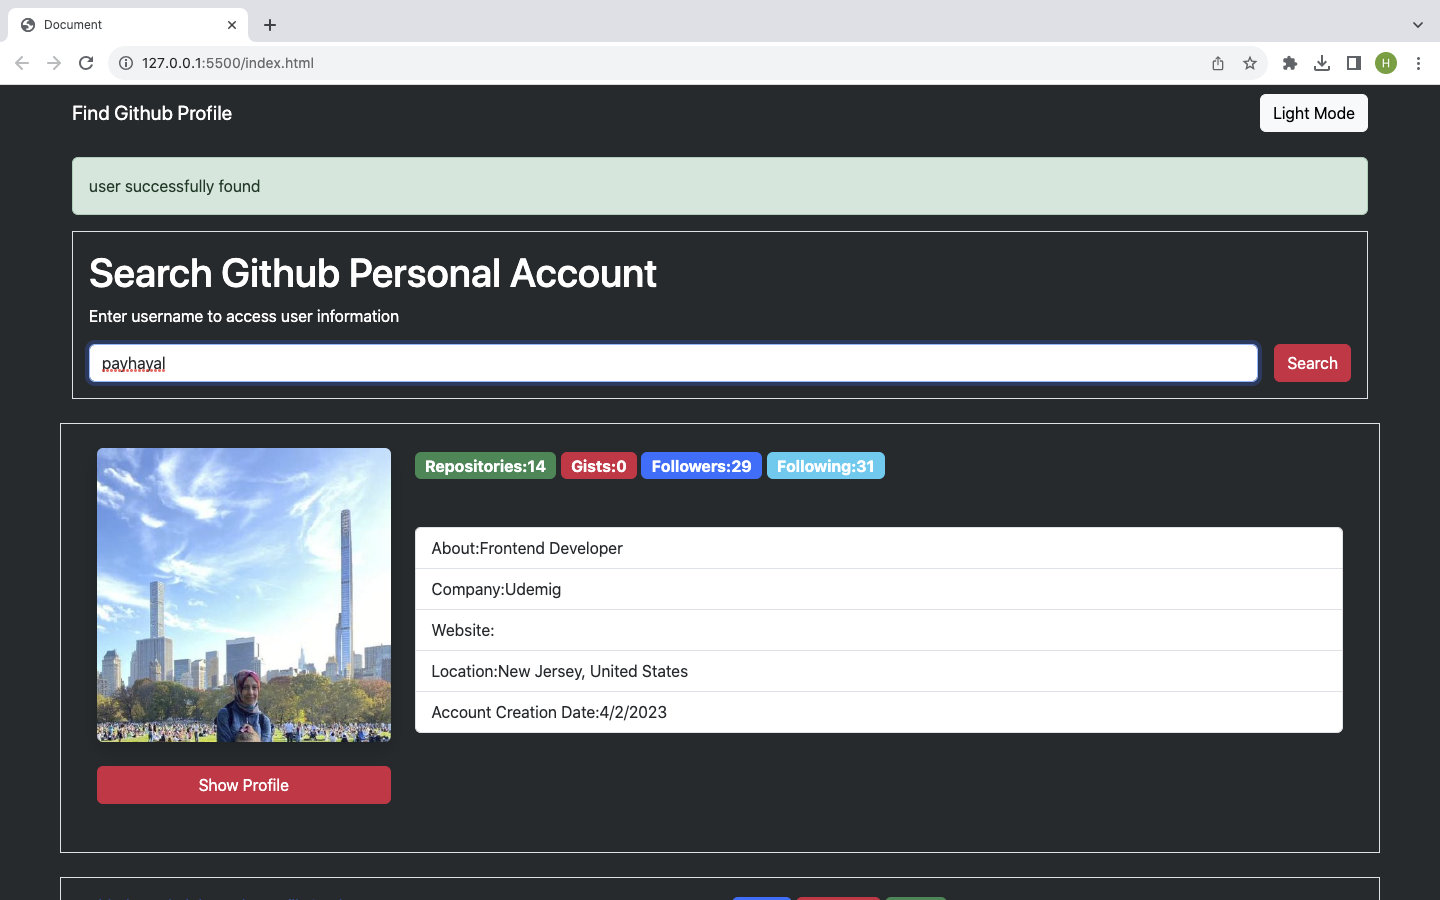 Document
127.0.0.1:5500/index.html
H
Find Github Profile
Light Mode
user successfully found
Search Github Personal Account
Enter username to access user information
payhayal
Search
Repositories:14 Gists:0 Followers:29 Following:31
About:Frontend Developer
Company:Udemig
Website:
Location:New Jersey, United States
Account Creation Date:4/2/2023
Show Profile